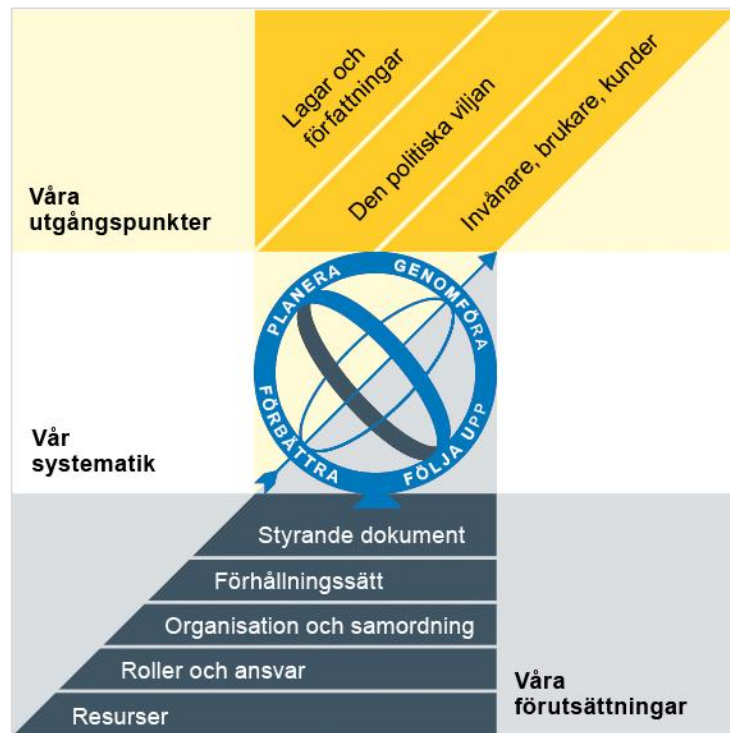 Lagar och
författningar
Den politiska viljan
Invånare, brukare, kunder
Våra
utgångspunkter
PLANERA
GENOMFÖRA
FÖLJA UPP
FÖRBÄTTRA
Vår
systematik
Styrande dokument
Förhållningssätt
Organisation och samordning
Roller och ansvar
Resurser
Våra
förutsättningar